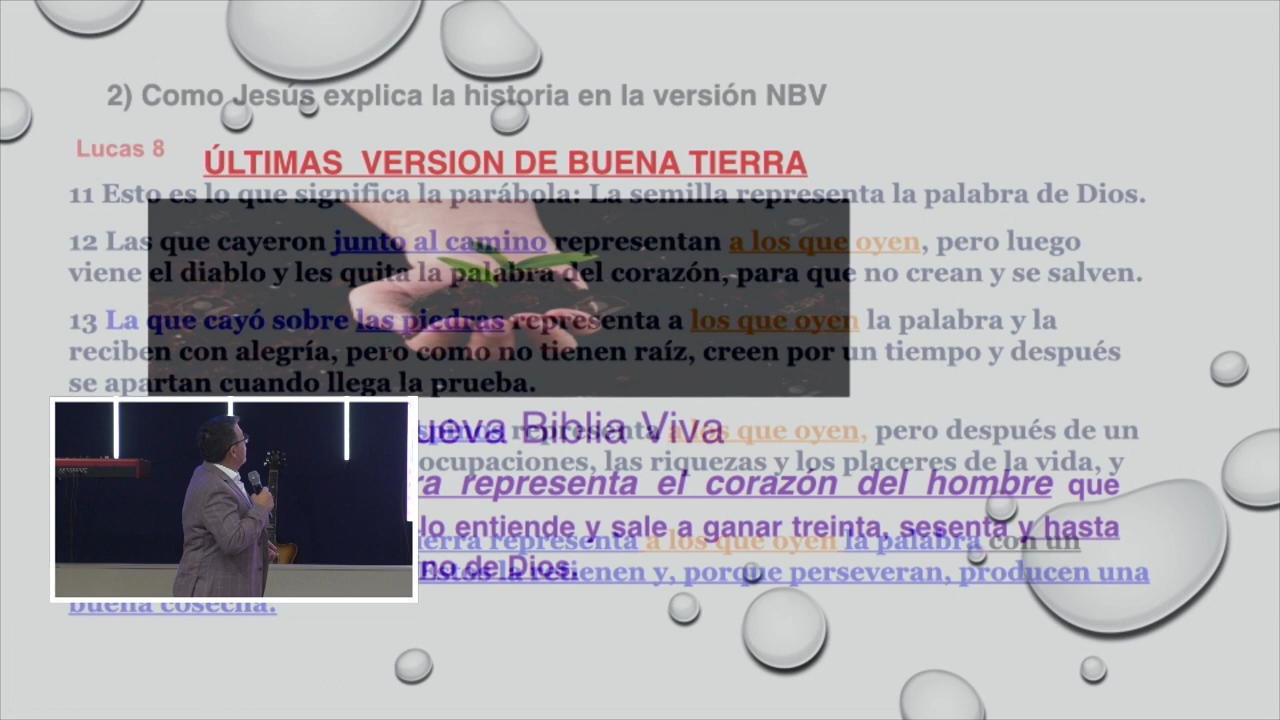 2) Como Jesús explica la historia en la versión NBV
Lucas 8
ÚLTIMAS VERSION DE BUENA TIERRA
11 Esto es lo que significa la parábola: La semilla representa la palabra de Dios.
12 Las que cayeron junto al camino representan a los que oyen, pero luego
viene el diablo y les quita la palabra del corazón, para que no crean y se salven.
13 La que cayó sobre las piedras representa a los que oyen la palabra y la
reciben con alegría, pero como no tienen raíz, creen por un tiempo y después
se apartan cuando llega la prueba.
Biblia Viva
representa a los que oyen, pero después de un
las riquezas y los placeres de la vida, y
representa el corazón del hombre que
lo entiende y sale a ganar treinta, sesenta y hasta
representa a los que oyen la palabra con un
de Dios.
retienen y, porque perseveran, producen una
buena cosecha.